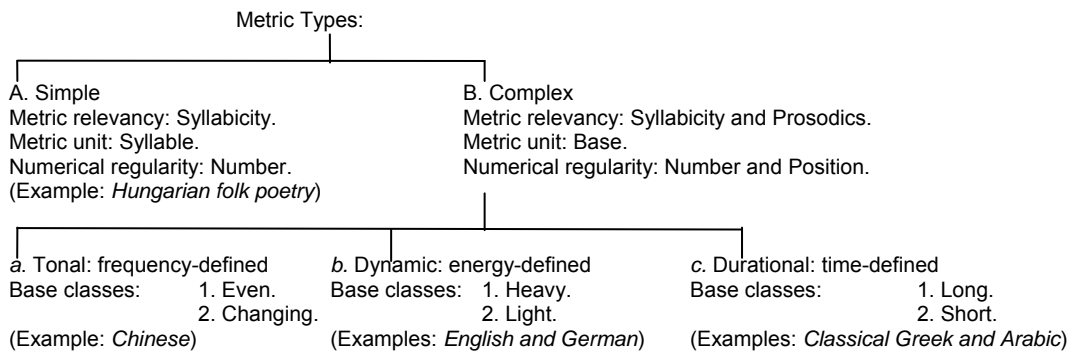 Metric Types:
A. Simple
Metric relevancy: Syllabicity.
Metric unit: Syllable.
Numerical regularity: Number.
(Example: Hungarian folk poetry)
B. Complex
Metric relevancy: Syllabicity and Prosodics.
Metric unit: Base.
Numerical regularity: Number and Position.
a. Tonal: frequency-defined
Base classes: 1. Even.
2. Changing.
(Example: Chinese)
b. Dynamic: energy-defined
Base classes: 1. Heavy.
2. Light.
(Examples: English and German)
c. Durational: time-defined
Base classes: 1. Long.
2. Short.
(Examples: Classical Greek and Arabic)